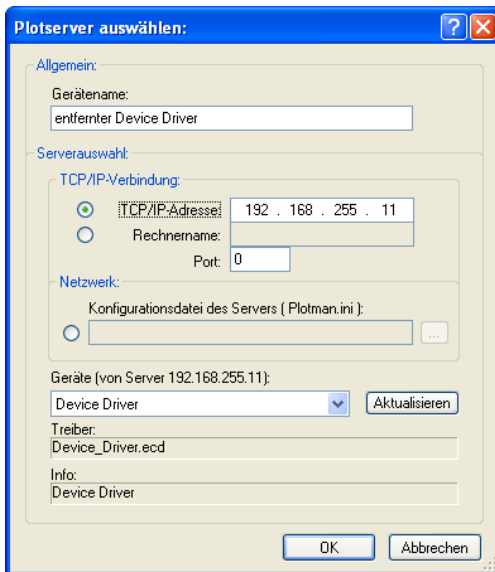 Plotserver auswählen:
Allgemein:
Gerätename:
entfernter Device Driver
Serverauswahl:
TCP/IP-Verbindung:
TCP/IP-Adresse: 192 . 168 . 255 . 11
Rechnername:
Port: 0
Netzwerk:
Konfigurationsdatei des Servers ( Plotman.ini ):
...
Geräte (von Server 192.168.255.11):
Device Driver Aktualisieren
Treiber:
Device_Driver.ecd
Info:
Device Driver
OK Abbrechen